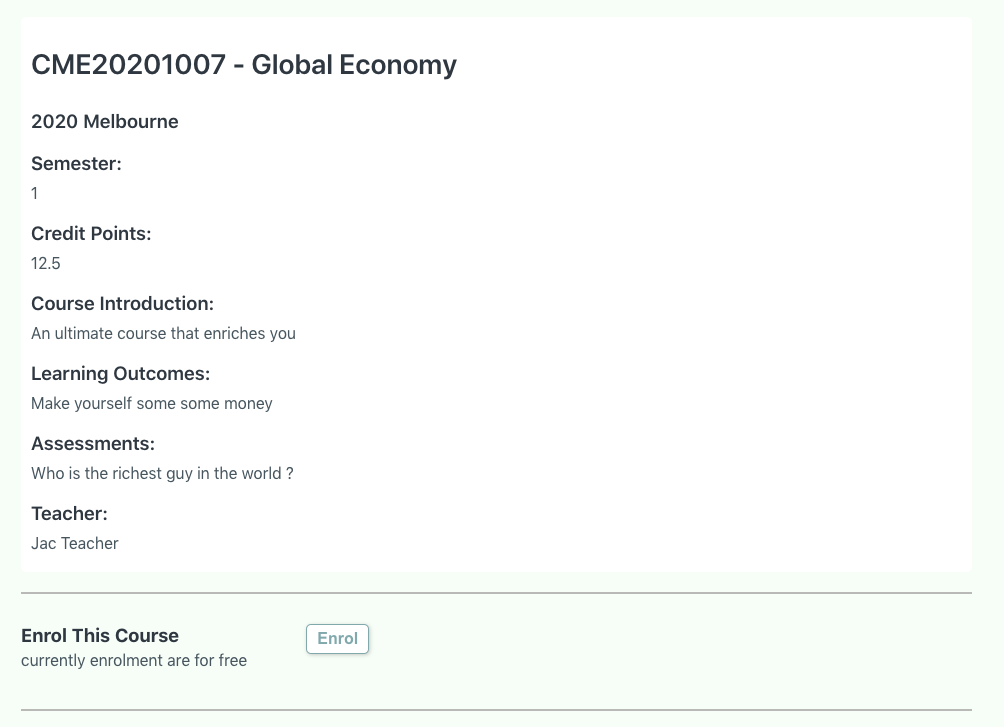 CME20201007 - Global Economy
2020 Melbourne
Semester:
1
Credit Points:
12.5
Course Introduction:
An ultimate course that enriches you
Learning Outcomes:
Make yourself some some money
Assessments:
Who is the richest guy in the world ?
Teacher:
Jac Teacher
Enrol This Course
Enrol
currently enrolment are for free